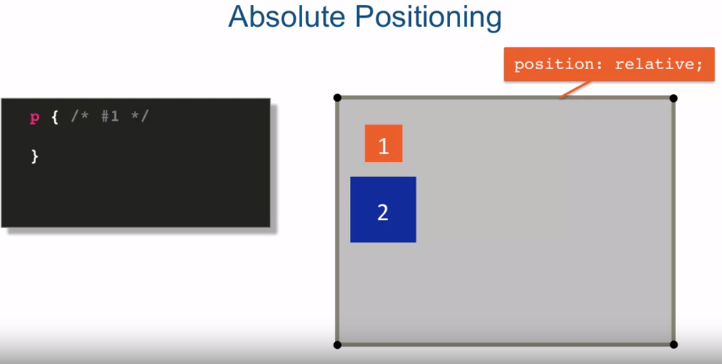 Absolute Positioning
position: relative;
p { /* #1 */
}
1
2